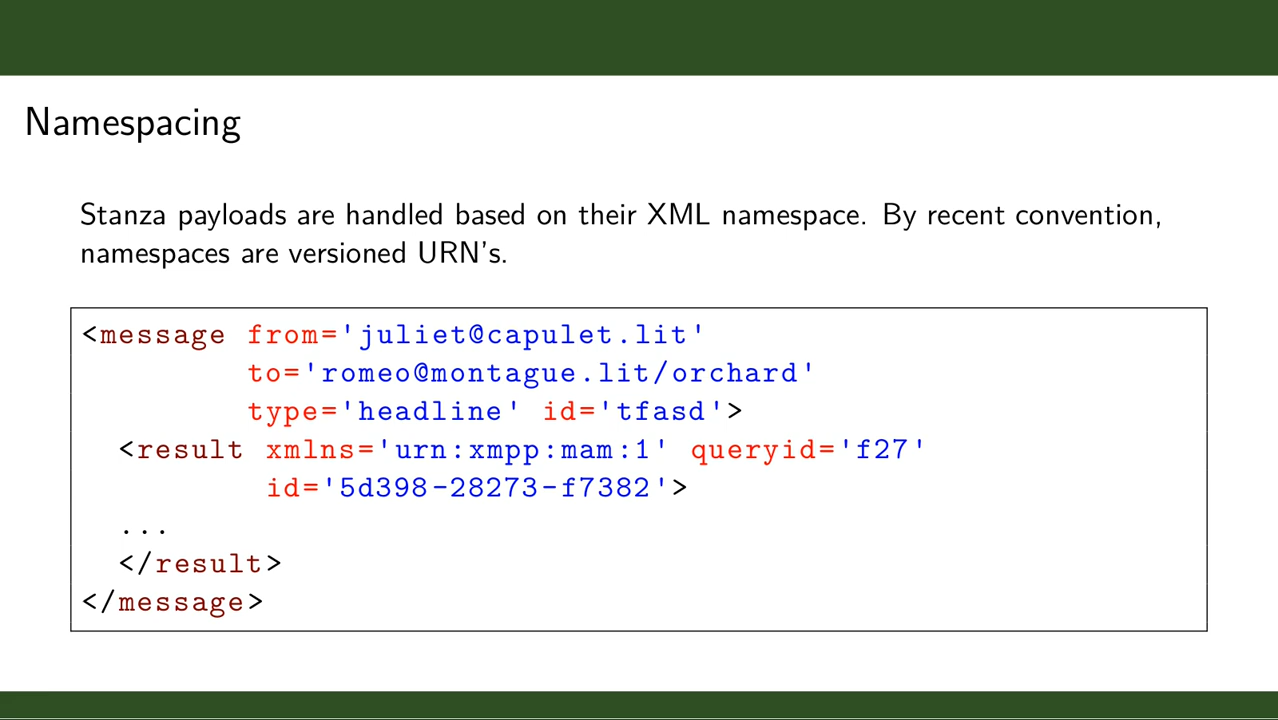 Namespacing
Stanza payloads are handled based on their XML namespace. By recent convention,
namespaces are versioned URN's.
<message from='juliet@capulet.lit'
         to='romeo@montague.lit/orchard'
         type='headline' id='tfasd'>
  <result xmlns='urn:xmpp:mam:1' queryid='f27'
          id='5d398-28273-f7382'>
  ...
  </result>
</message>